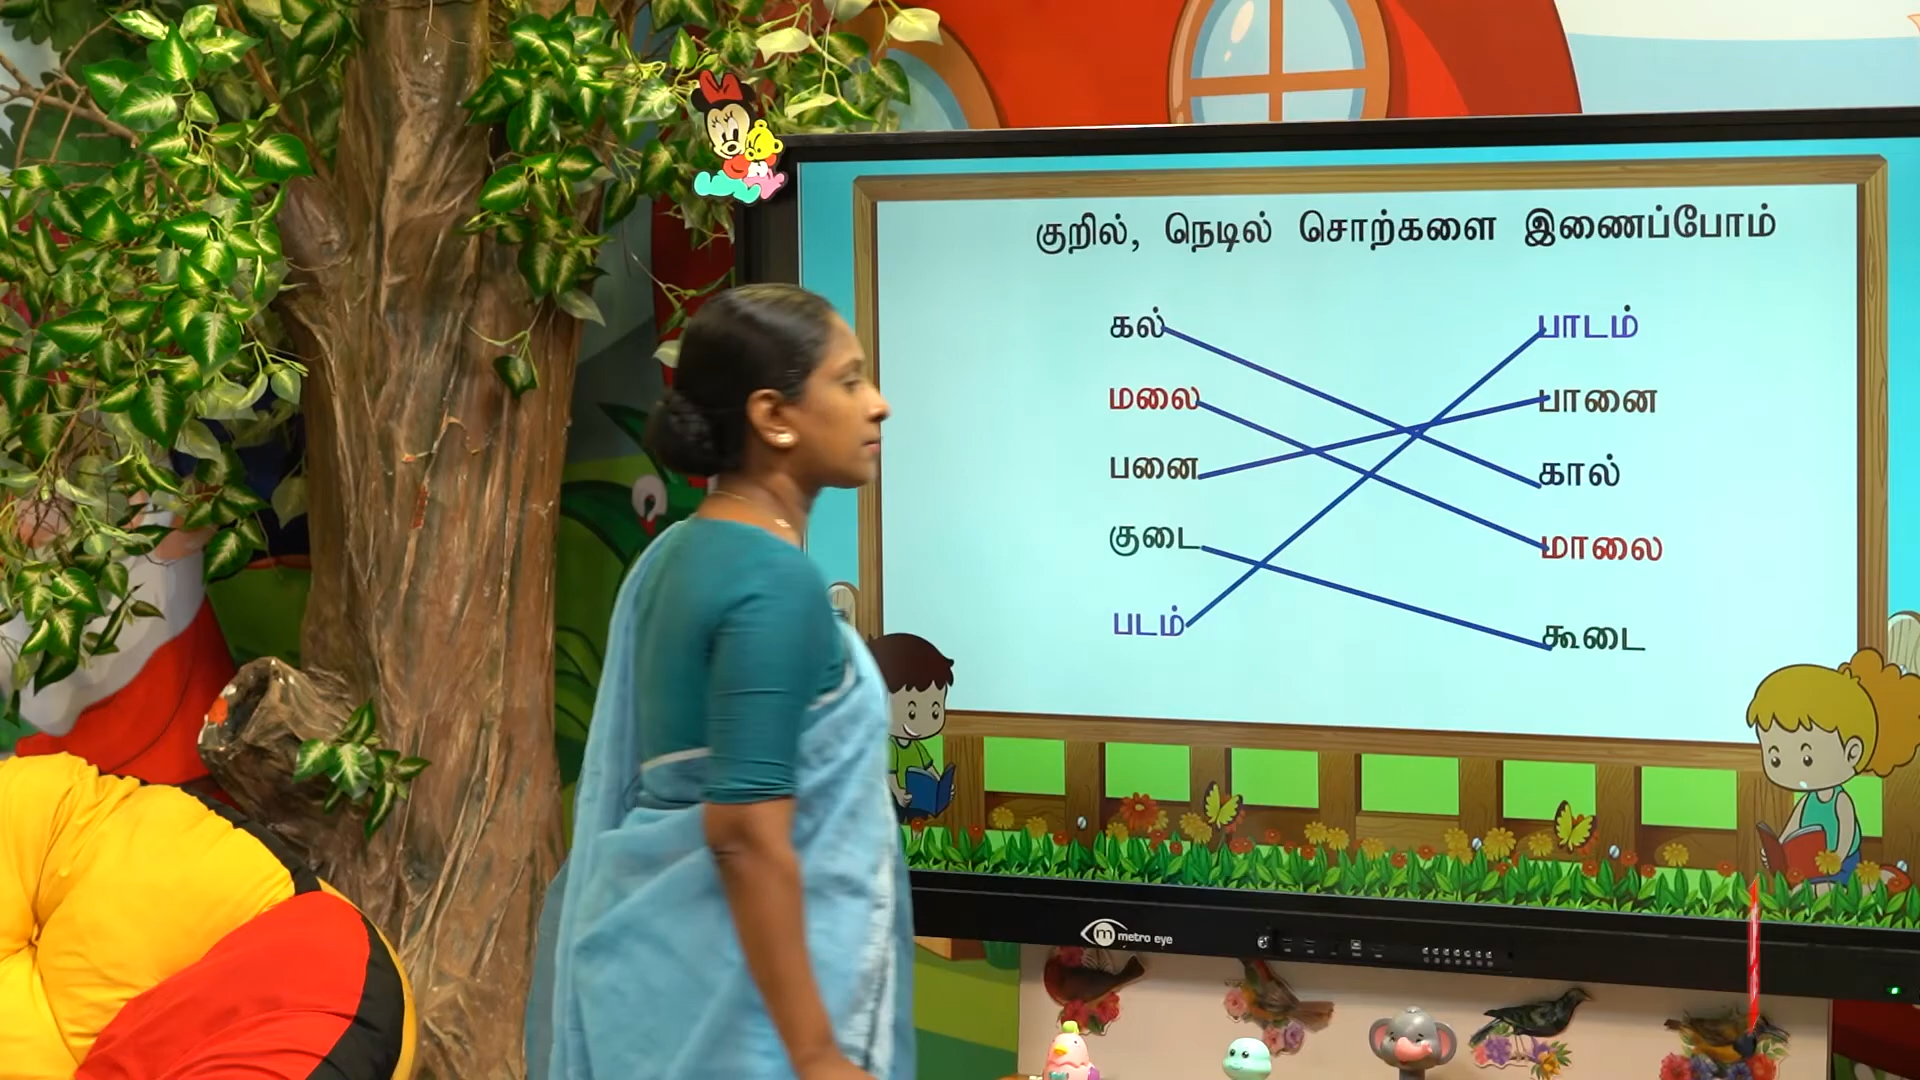 குறில், நெடில் சொற்களை இணைப்போம்
கல் பாடம்
மலை பானை
பனை கால்
குடை மாலை
படம் கூடை
metro eye